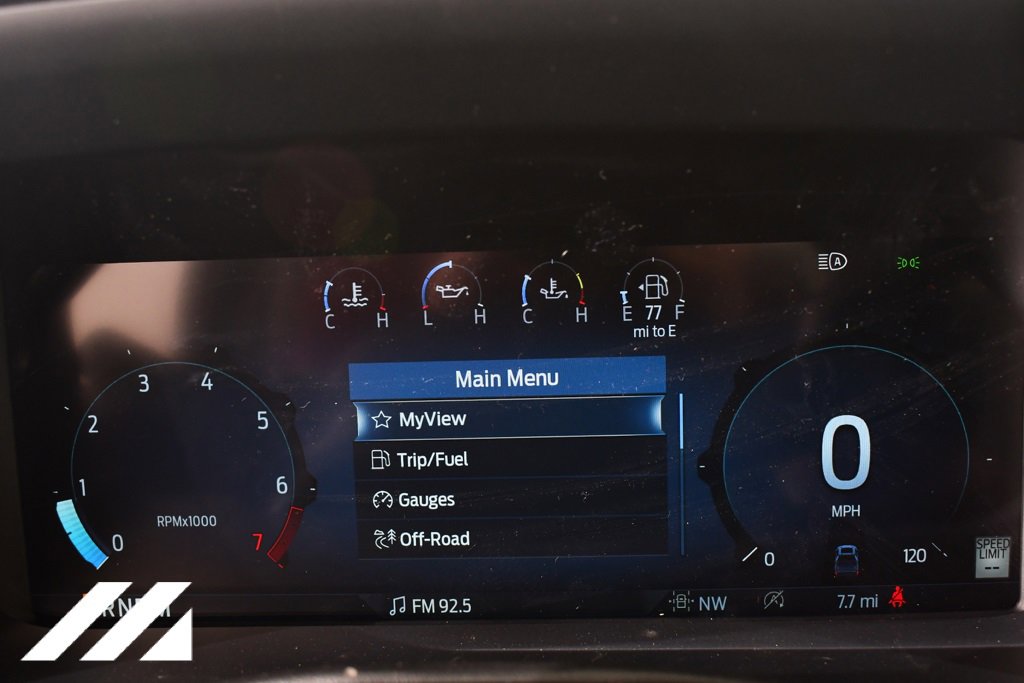 C H
L H
C H
E 77 F
mi to E
Main Menu
MyView
Trip/Fuel
Gauges
Off-Road
0 1 2 3 4 5 6 7
RPMx1000
A
0
MPH
0 120
SPEED
LIMIT
--
FM 92.5
NW
7.7 mi